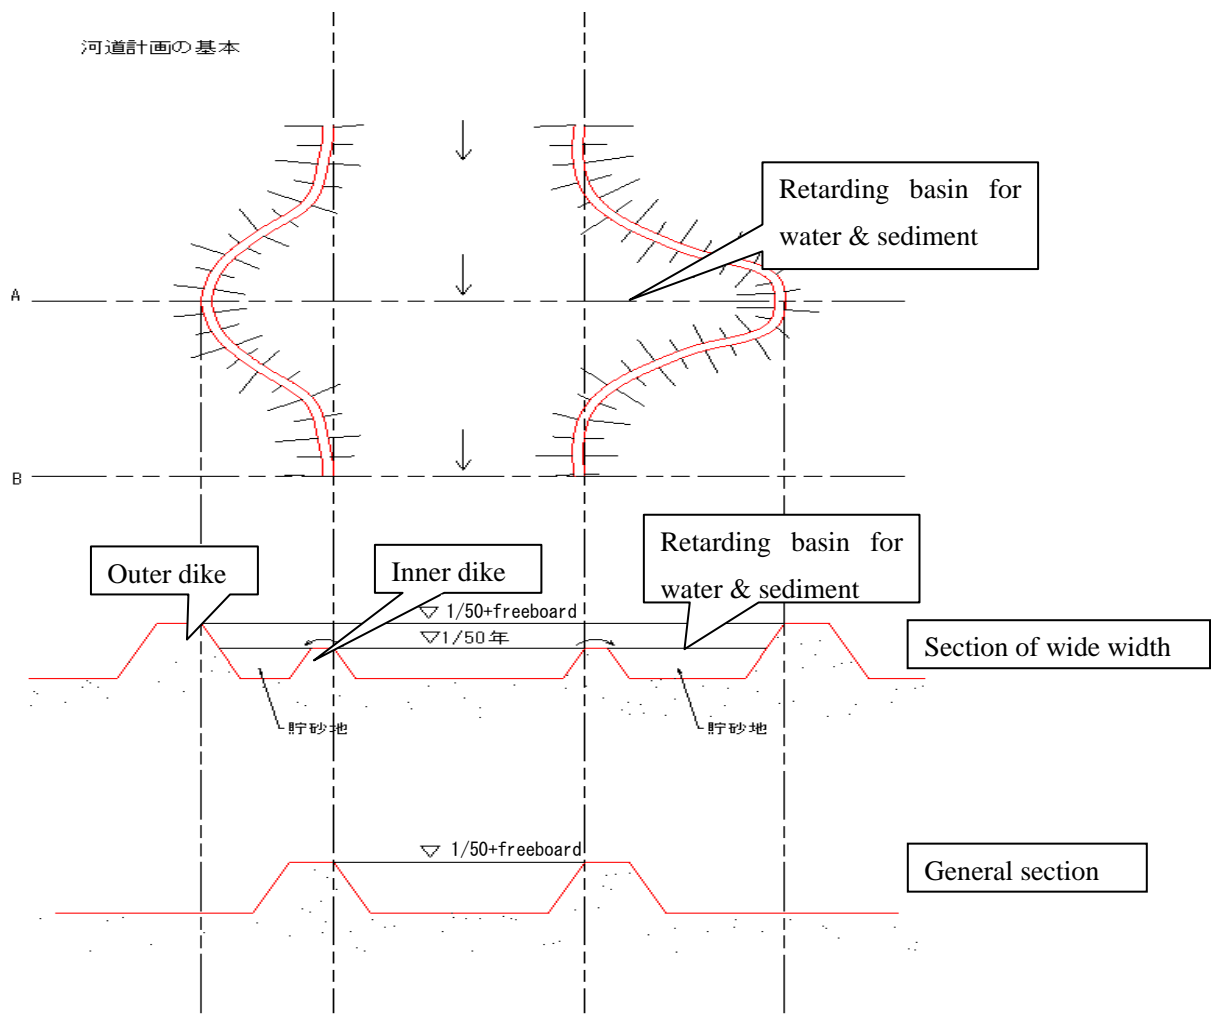 河道計画の基本
Retarding basin for
water & sediment
A
B
Retarding basin for
water & sediment
Outer dike
Inner dike
▽ 1/50+freeboard
▽1/50年
Section of wide width
貯砂地
貯砂地
▽ 1/50+freeboard
General section